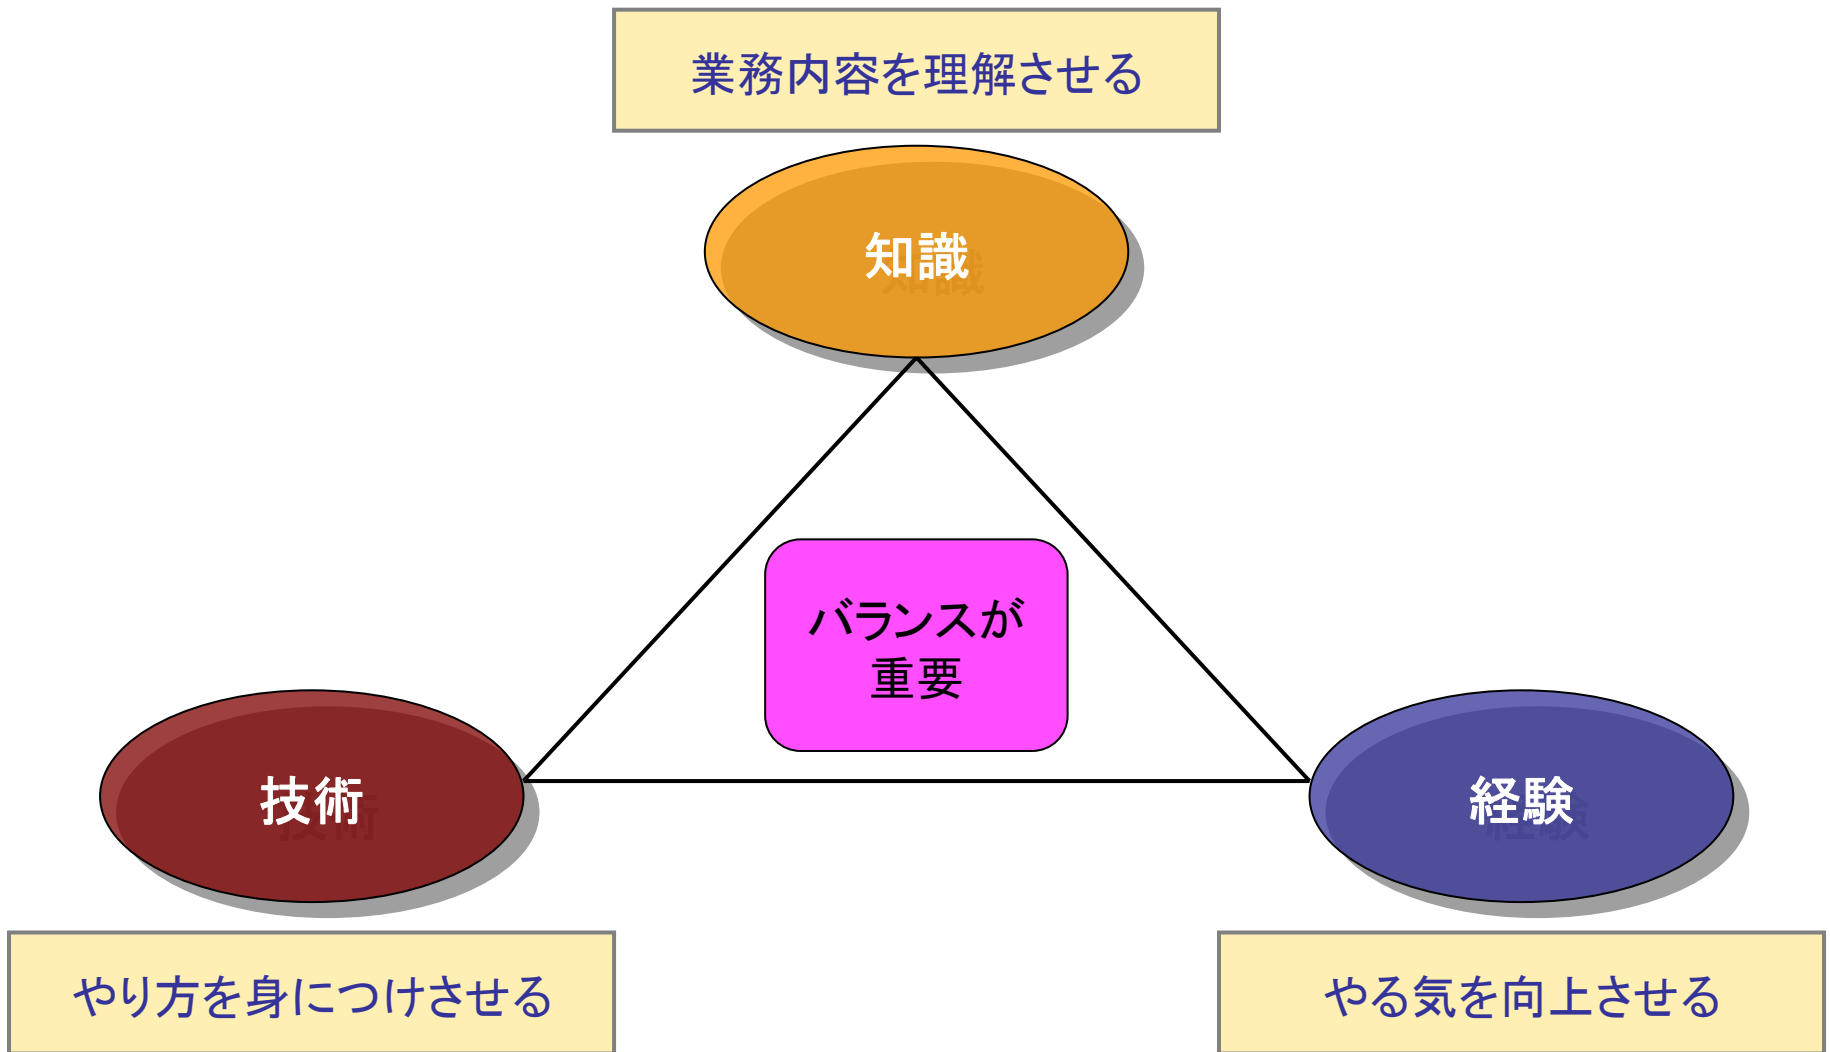 業務内容を理解させる
知識
バランスが
重要
技術
経験
やり方を身につけさせる
やる気を向上させる